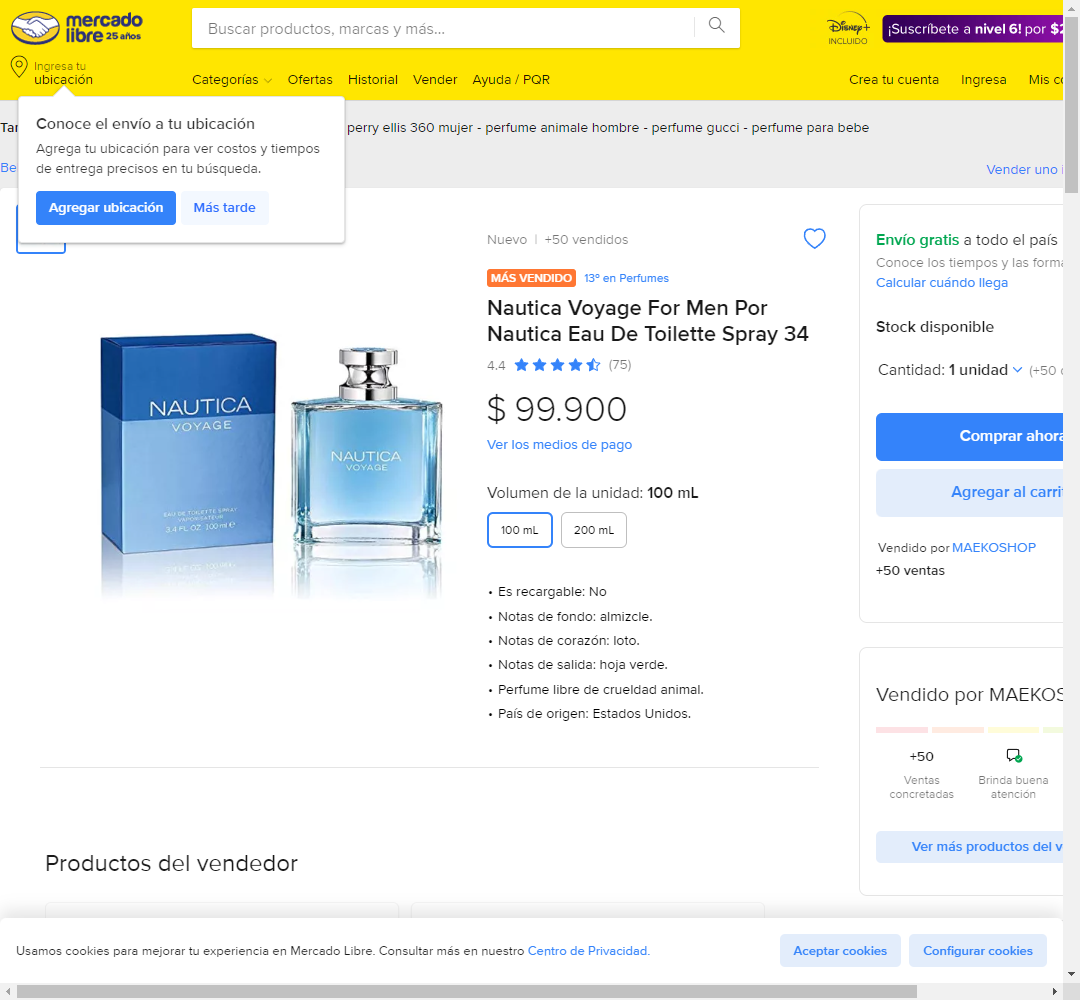 mercado
libre 25 años
Buscar productos, marcas y más...
Disney+
INCLUIDO
¡Suscríbete a nivel 6! por $2
Ingresa tu
ubicación
Categorías
Ofertas
Historial
Vender
Ayuda / PQR
Crea tu cuenta
Ingresa
Mis
Conoce el envío a tu ubicación
Agrega tu ubicación para ver costos y tiempos
de entrega precisos en tu búsqueda.
Agregar ubicación
Más tarde
perry ellis 360 mujer - perfume animale hombre - perfume gucci - perfume para bebe
Vender uno
Nuevo | +50 vendidos
MÁS VENDIDO 13º en Perfumes
Nautica Voyage For Men Por
Nautica Eau De Toilette Spray 34
4.4 (75)
$ 99.900
Ver los medios de pago
Volumen de la unidad: 100 mL
100 mL
200 mL
• Es recargable: No
• Notas de fondo: almizcle.
• Notas de corazón: loto.
• Notas de salida: hoja verde.
• Perfume libre de crueldad animal.
• País de origen: Estados Unidos.
NAUTICA
VOYAGE
EAU DE TOILETTE SPRAY
VAPORISATEUR
3.4 FL. OZ. 100 ml ℮
NAUTICA
VOYAGE
Envío gratis a todo el país
Conoce los tiempos y las forma
Calcular cuándo llega
Stock disponible
Cantidad: 1 unidad (+50
Comprar ahora
Agregar al carri
Vendido por MAEKOSHOP
+50 ventas
Vendido por MAEKOS
+50
Ventas
concretadas
Brinda buena
atención
Ver más productos del v
Productos del vendedor
Usamos cookies para mejorar tu experiencia en Mercado Libre. Consultar más en nuestro Centro de Privacidad.
Aceptar cookies
Configurar cookies